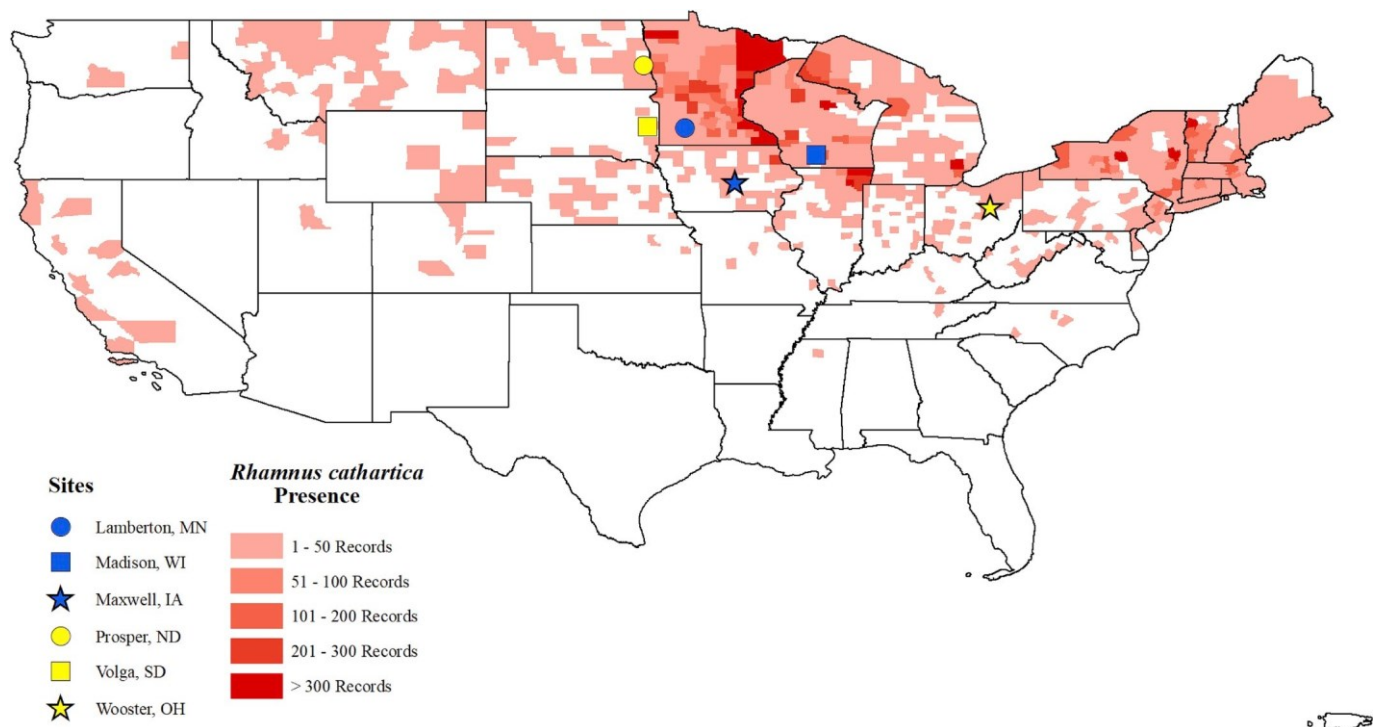 Sites
Lamberton, MN
Madison, WI
Maxwell, IA
Prosper, ND
Volga, SD
Wooster, OH
Rhamnus cathartica
Presence
1 - 50 Records
51 - 100 Records
101 - 200 Records
201 - 300 Records
> 300 Records